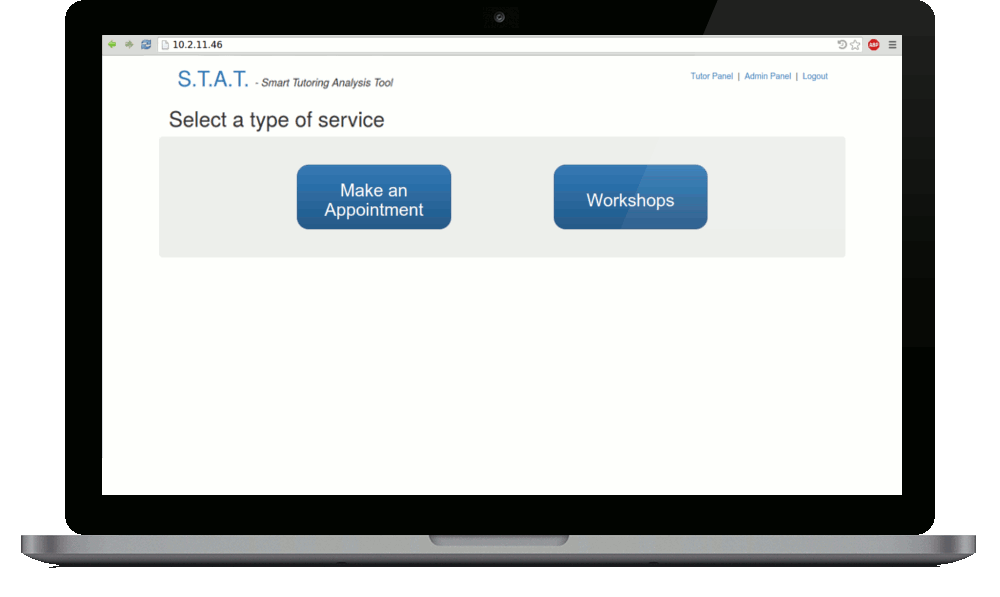 10.2.11.46
ABP
S.T.A.T. - Smart Tutoring Analysis Tool
Tutor Panel | Admin Panel | Logout
Select a type of service
Make an
Appointment
Workshops